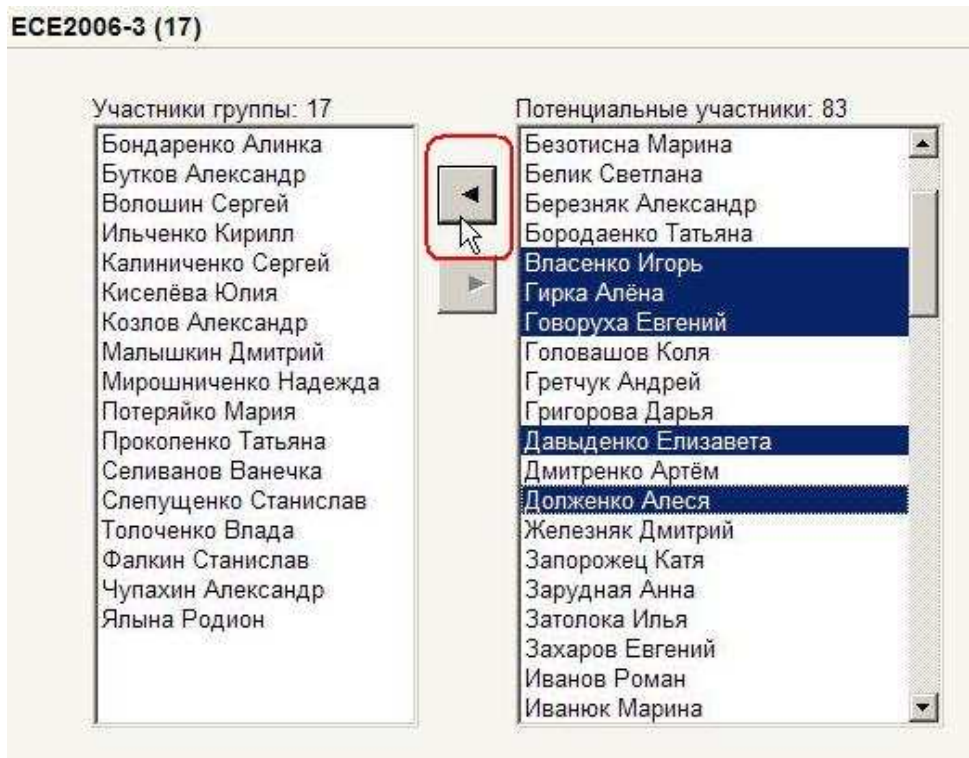 ECE2006-3 (17)
Участники группы: 17
Бондаренко Алинка
Бутков Александр
Волошин Сергей
Ильченко Кирилл
Калиниченко Сергей
Киселёва Юлия
Козлов Александр
Малышкин Дмитрий
Мирошниченко Надежда
Потеряйко Мария
Прокопенко Татьяна
Селиванов Ванечка
Слепущенко Станислав
Толоченко Влада
Фалкин Станислав
Чупахин Александр
Ялына Родион
Потенциальные участники: 83
Безотисна Марина
Белик Светлана
Березняк Александр
Бородаенко Татьяна
Власенко Игорь
Гирка Алёна
Говоруха Евгений
Головашов Коля
Гретчук Андрей
Григорова Дарья
Давыденко Елизавета
Дмитренко Артём
Долженко Алеся
Железняк Дмитрий
Запорожец Катя
Зарудная Анна
Затолока Илья
Захаров Евгений
Иванов Роман
Иванюк Марина